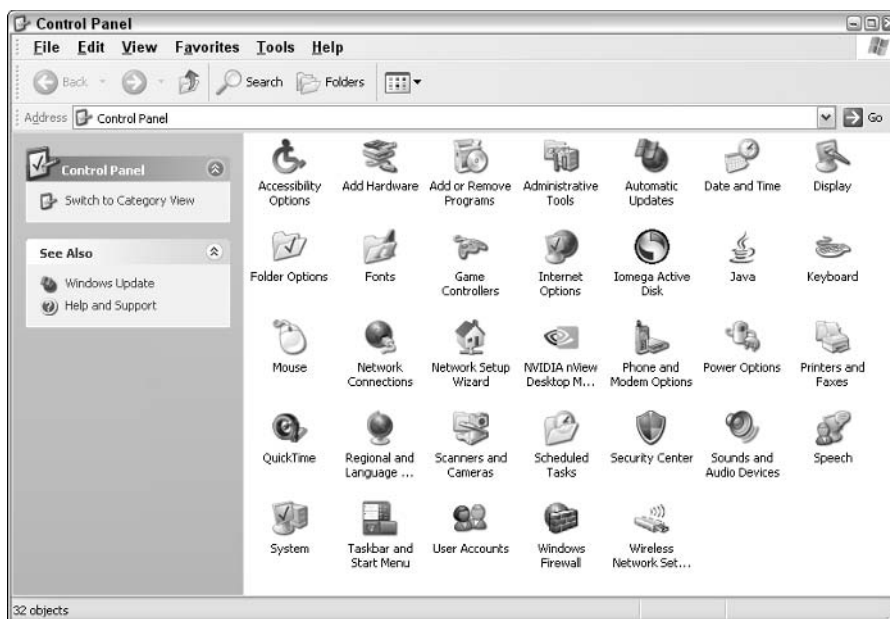 Control Panel
File Edit View Favorites Tools Help
Back Search Folders
Address Control Panel Go
Control Panel
Switch to Category View
See Also
Windows Update
Help and Support
Accessibility Options
Add Hardware
Add or Remove Programs
Administrative Tools
Automatic Updates
Date and Time
Display
Folder Options
Fonts
Game Controllers
Internet Options
Iomega Active Disk
Java
Keyboard
Mouse
Network Connections
Network Setup Wizard
NVIDIA nView Desktop M...
Phone and Modem Options
Power Options
Printers and Faxes
QuickTime
Regional and Language ...
Scanners and Cameras
Scheduled Tasks
Security Center
Sounds and Audio Devices
Speech
System
Taskbar and Start Menu
User Accounts
Windows Firewall
Wireless Network Set...
32 objects